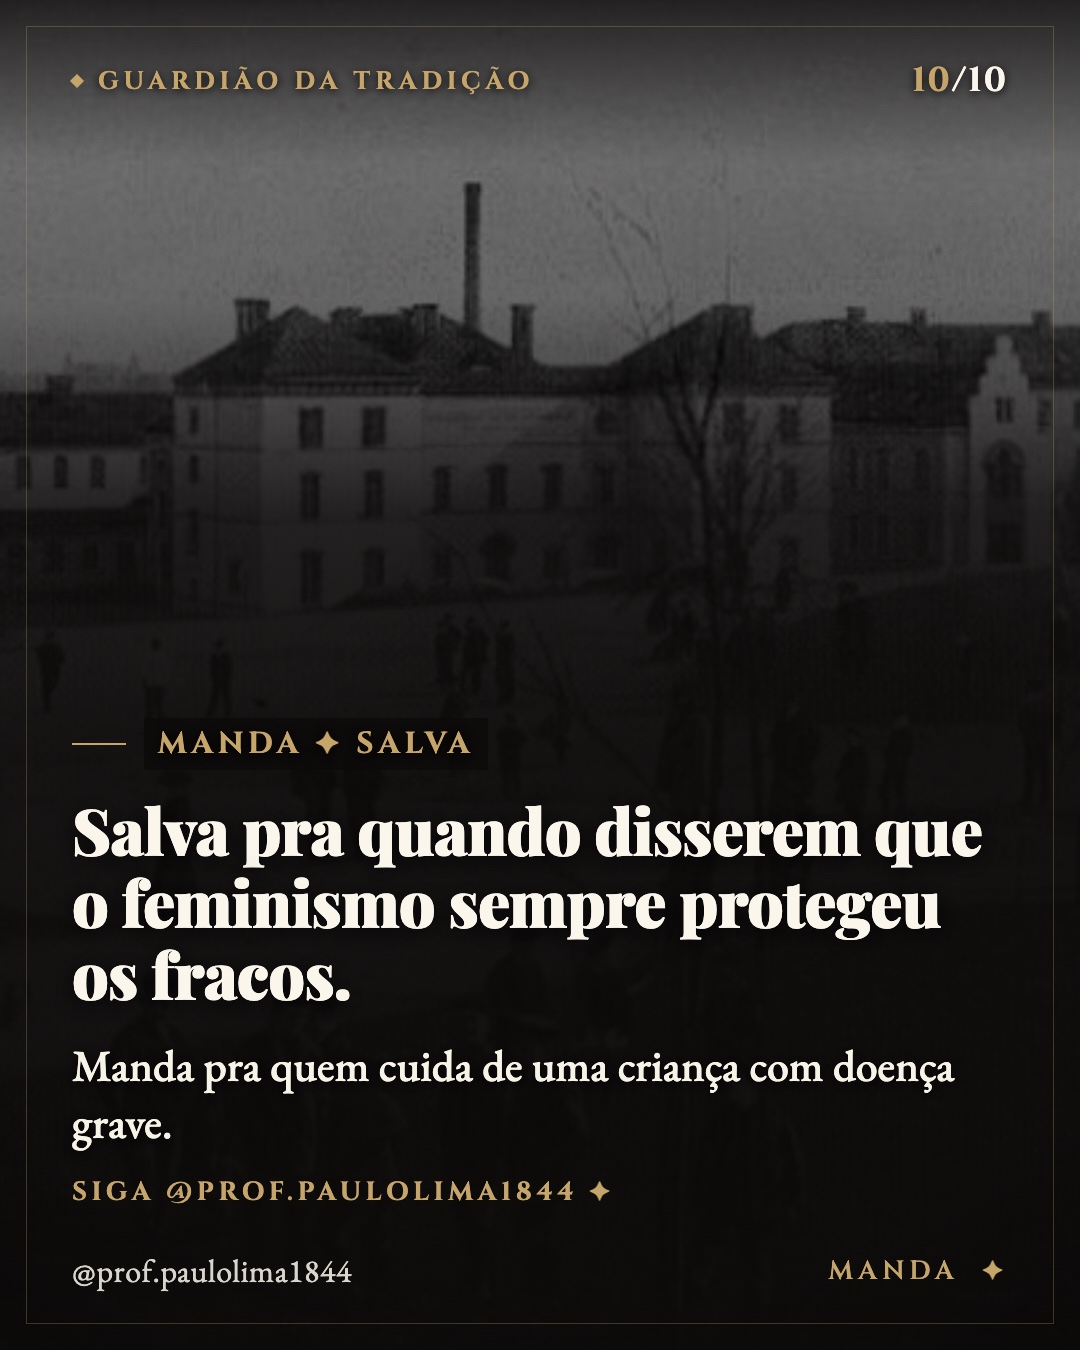 ◆ GUARDIÃO DA TRADIÇÃO
10/10
MANDA ✦ SALVA
Salva pra quando disserem que
o feminismo sempre protegeu
os fracos.
Manda pra quem cuida de uma criança com doença
grave.
SIGA @PROF.PAULOLIMA1844 ✦
@prof.paulolima1844
MANDA ✦